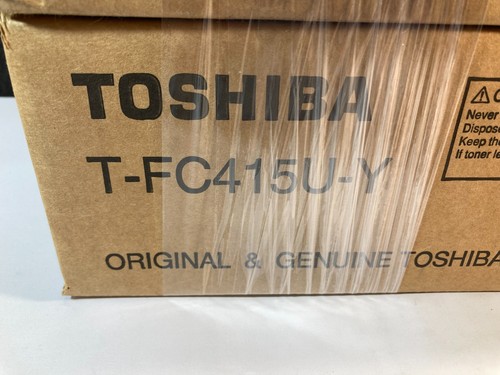 TOSHIBA
T-FC415U-Y
ORIGINAL & GENUINE TOSHIBA
Never
Dispose
Keep the
If toner le